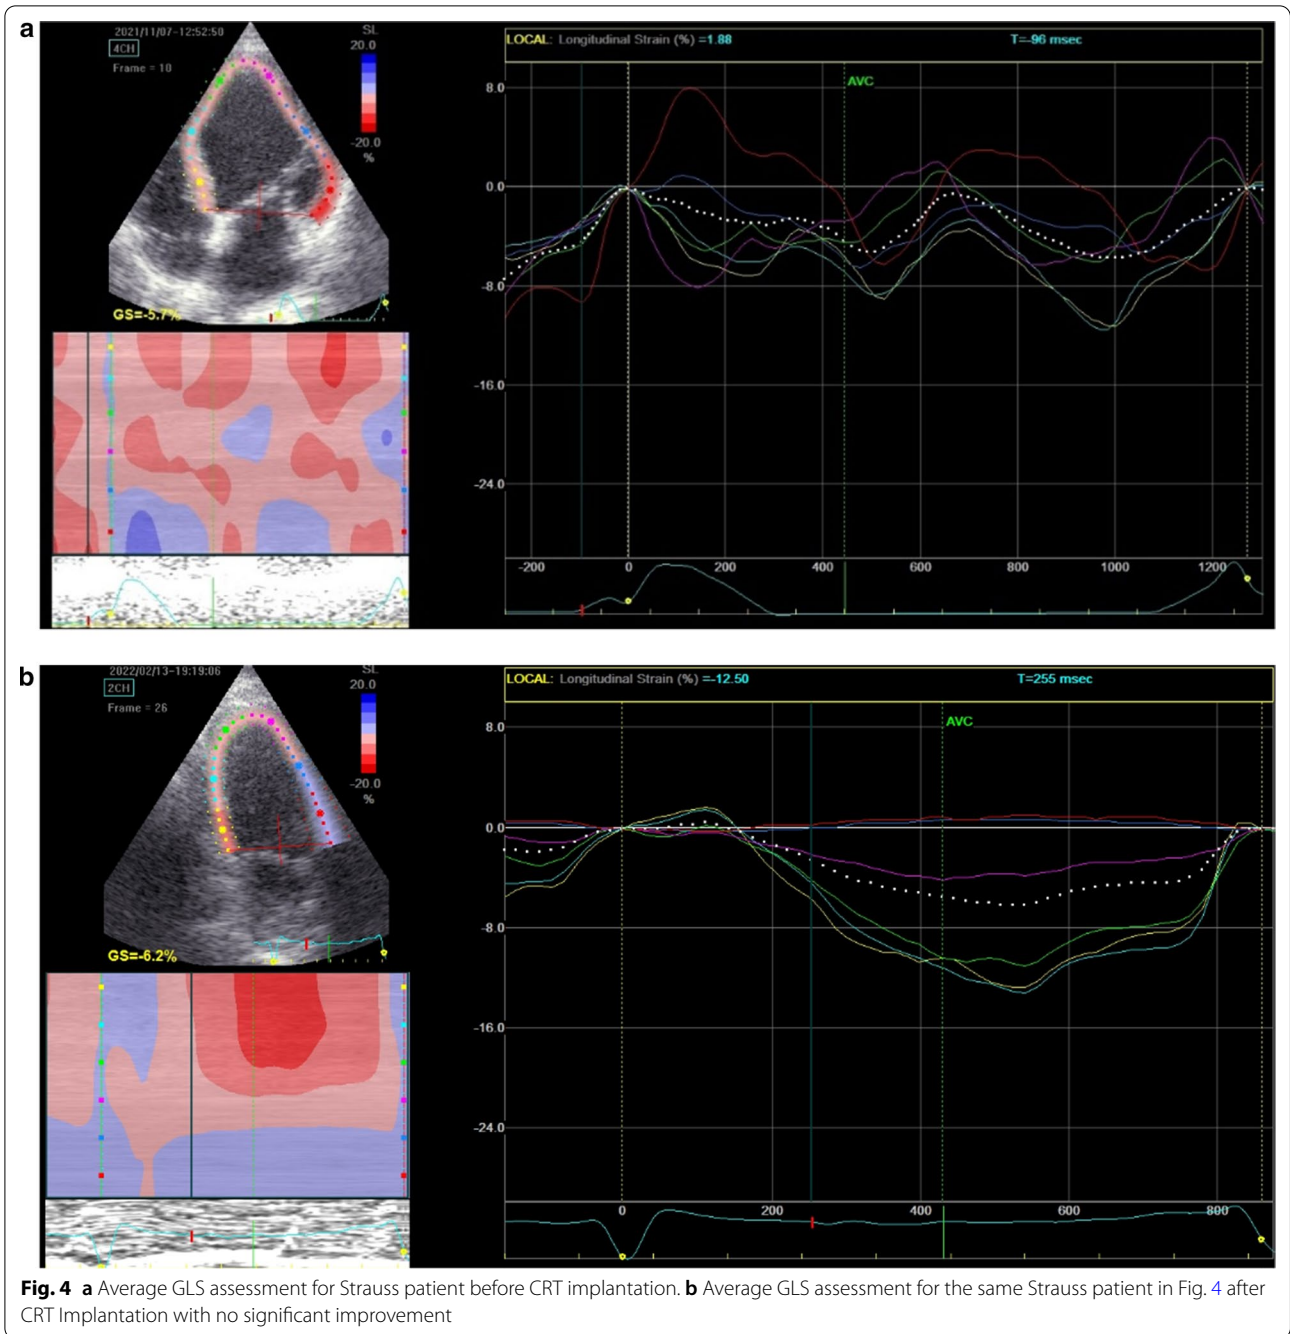 a
2021/11/07-12:52:50
4CH
Frame = 10
SL
20.0
-20.0
%
GS=-5.7%
LOCAL: Longitudinal Strain (%) =1.88 T=-96 msec
AVC
8.0
0.0
-8.0
-16.0
-24.0
-200 0 200 400 600 800 1000 1200
b
2022/02/13-19:19:06
2CH
Frame = 26
SL
20.0
-20.0
%
GS=-6.2%
LOCAL: Longitudinal Strain (%) =-12.50 T=255 msec
AVC
8.0
0.0
-8.0
-16.0
-24.0
0 200 400 600 800
Fig. 4 a Average GLS assessment for Strauss patient before CRT implantation. b Average GLS assessment for the same Strauss patient in Fig. 4 after
CRT Implantation with no significant improvement